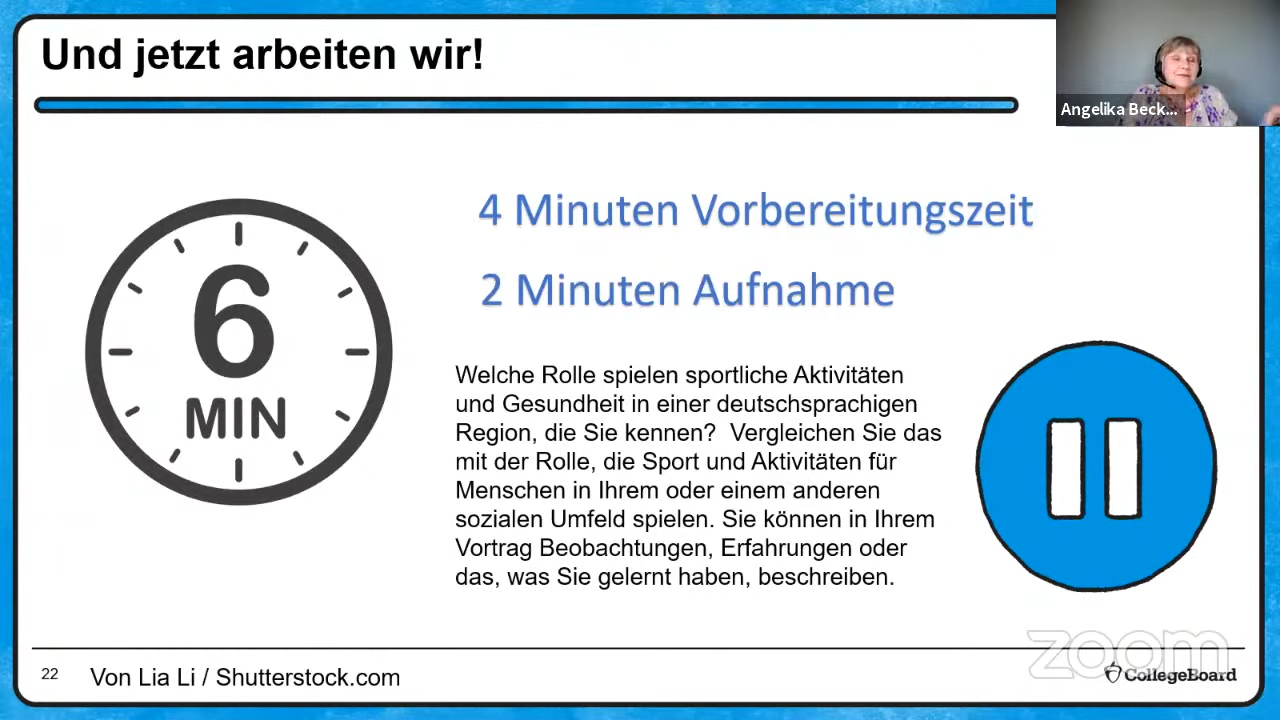 Und jetzt arbeiten wir!
Angelika Beck...
4 Minuten Vorbereitungszeit
2 Minuten Aufnahme
6
MIN
Welche Rolle spielen sportliche Aktivitäten
und Gesundheit in einer deutschsprachigen
Region, die Sie kennen?  Vergleichen Sie das
mit der Rolle, die Sport und Aktivitäten für
Menschen in Ihrem oder einem anderen
sozialen Umfeld spielen. Sie können in Ihrem
Vortrag Beobachtungen, Erfahrungen oder
das, was Sie gelernt haben, beschreiben.
zoom
22
Von Lia Li / Shutterstock.com
CollegeBoard